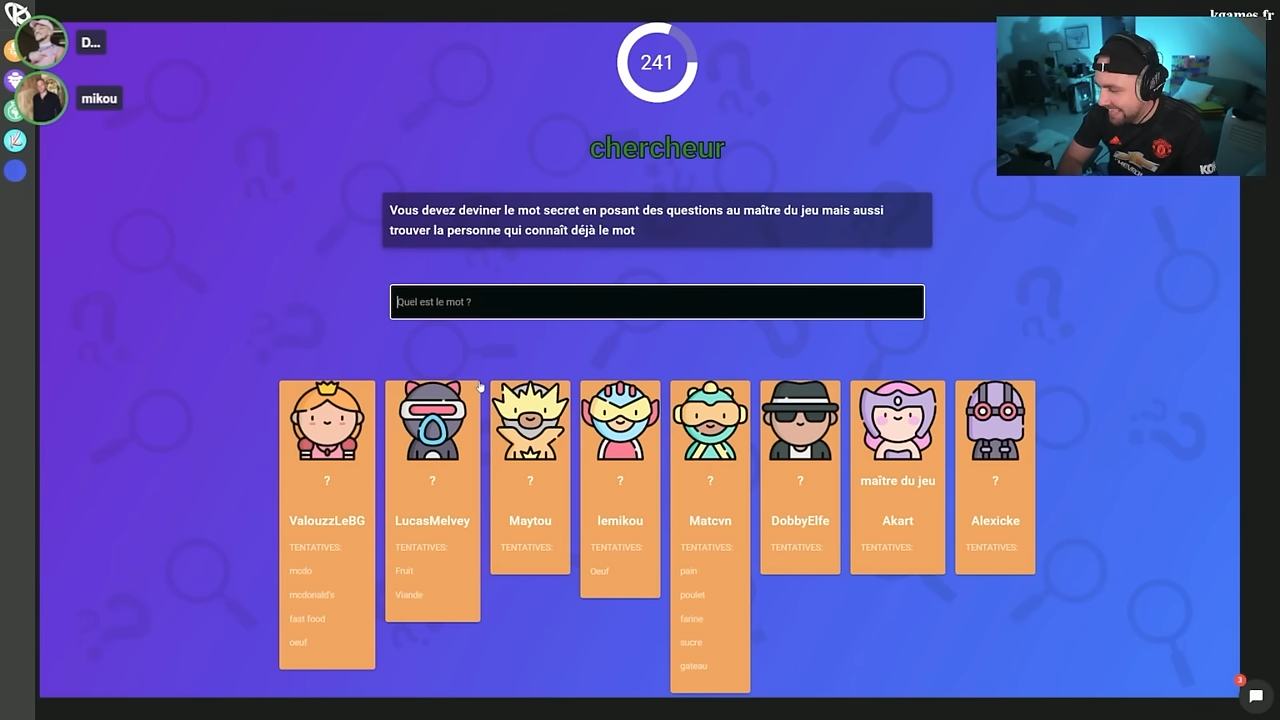 kgames.fr
D...
mikou
241
chercheur
Vous devez deviner le mot secret en posant des questions au maître du jeu mais aussi
trouver la personne qui connaît déjà le mot
Quel est le mot ?
?
ValouzzLeBG
TENTATIVES:
mcdo
mcdonald's
fast food
oeuf
?
LucasMelvey
TENTATIVES:
Fruit
Viande
?
Maytou
TENTATIVES:
?
lemikou
TENTATIVES:
Oeuf
?
Matcvn
TENTATIVES:
pain
poulet
farine
sucre
gateau
?
DobbyElfe
TENTATIVES:
maître du jeu
Akart
TENTATIVES:
?
Alexicke
TENTATIVES:
3